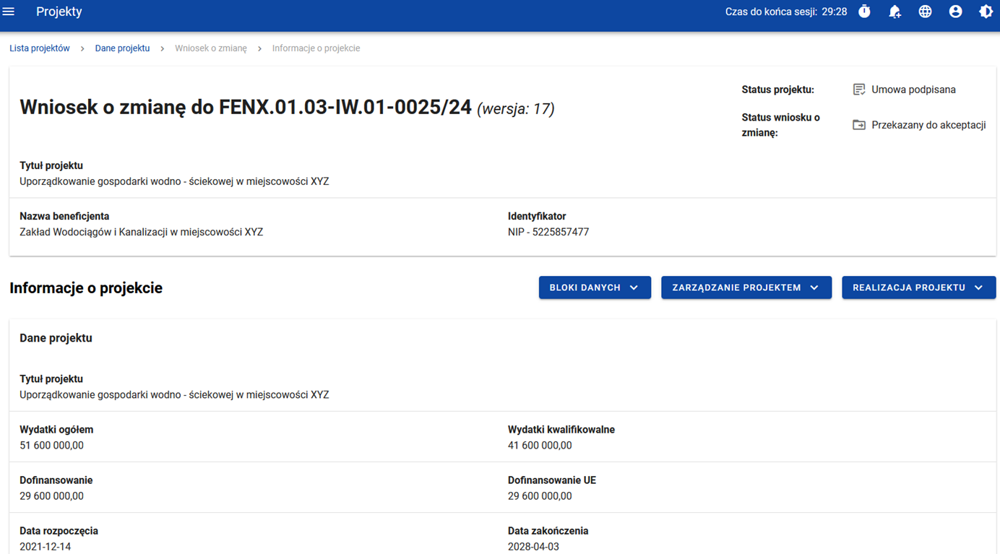 Projekty
Czas do końca sesji: 29:28
Lista projektów > Dane projektu > Wniosek o zmianę > Informacje o projekcie
Wniosek o zmianę do FENX.01.03-IW.01-0025/24 (wersja: 17)
Status projektu: Umowa podpisana
Status wniosku o zmianę: Przekazany do akceptacji
Tytuł projektu
Uporządkowanie gospodarki wodno - ściekowej w miejscowości XYZ
Nazwa beneficjenta
Zakład Wodociągów i Kanalizacji w miejscowości XYZ
Identyfikator
NIP - 5225857477
Informacje o projekcie
BLOKI DANYCH
ZARZĄDZANIE PROJEKTEM
REALIZACJA PROJEKTU
Dane projektu
Tytuł projektu
Uporządkowanie gospodarki wodno - ściekowej w miejscowości XYZ
Wydatki ogółem
51 600 000,00
Wydatki kwalifikowalne
41 600 000,00
Dofinansowanie
29 600 000,00
Dofinansowanie UE
29 600 000,00
Data rozpoczęcia
2021-12-14
Data zakończenia
2028-04-03